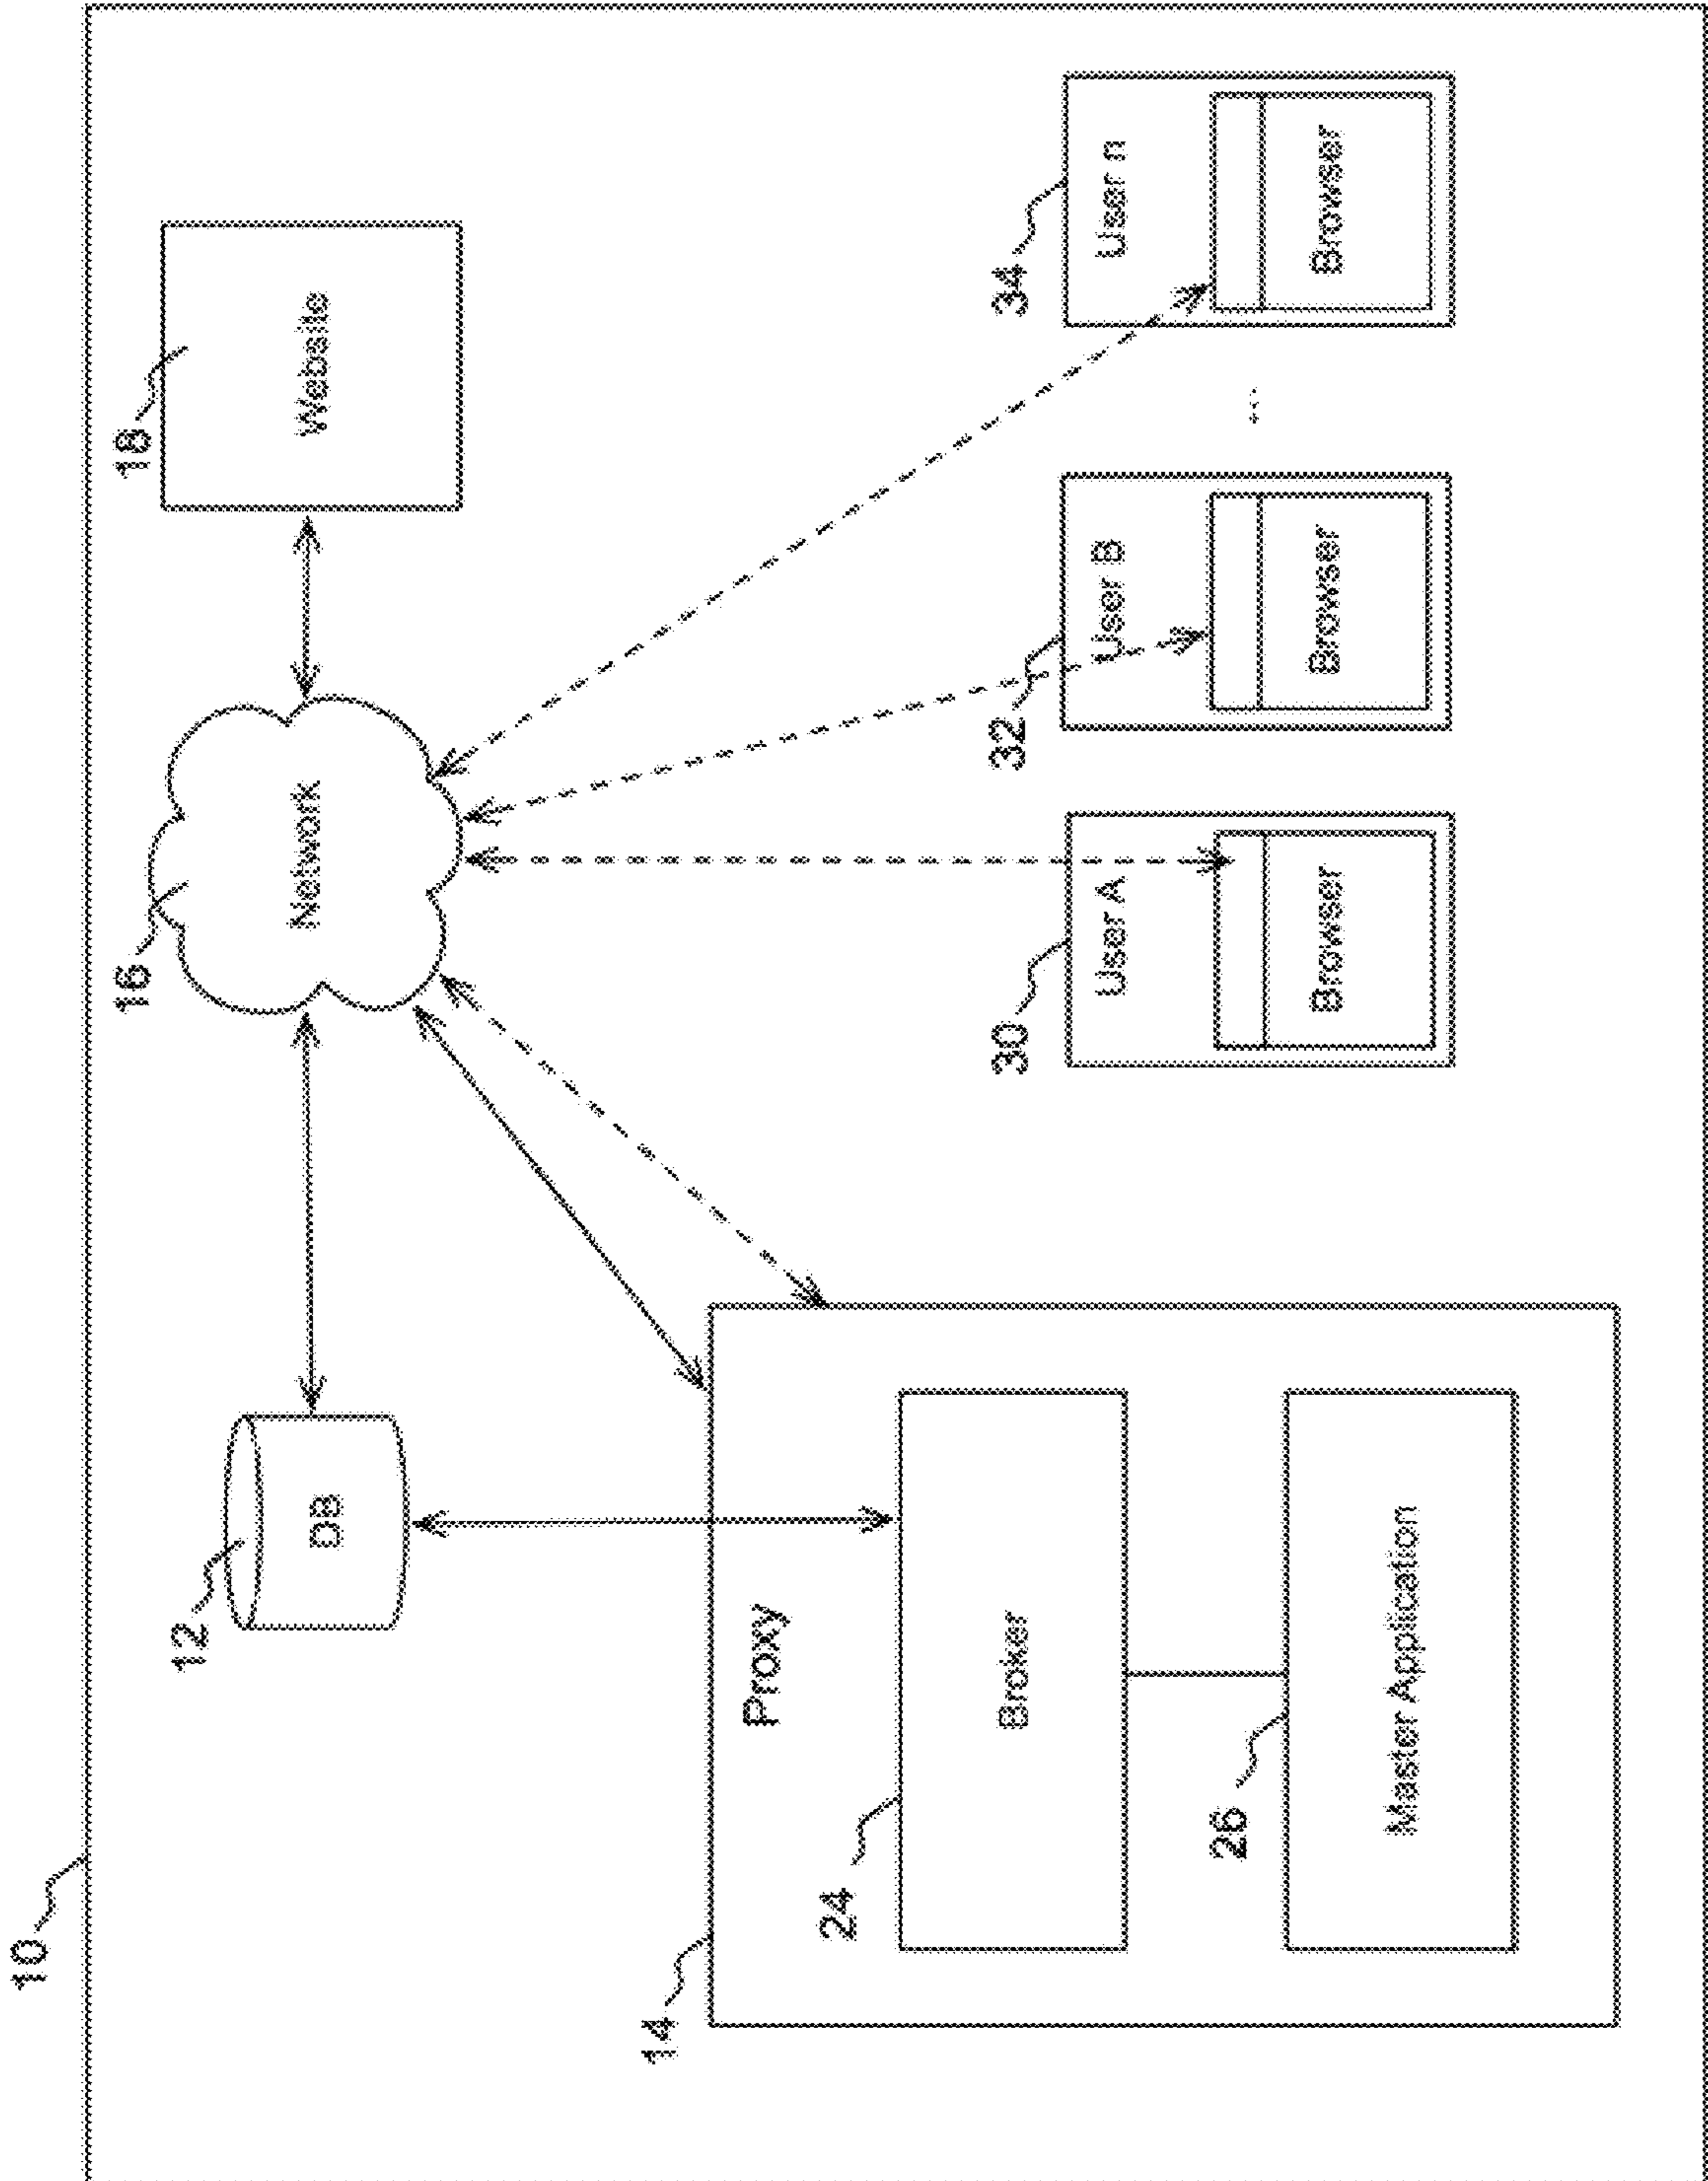 10
12
DB
16
Network
18
Website
14
Proxy
24
Broker
26
Master Application
30
User A
Browser
32
User B
Browser
...
34
User n
Browser